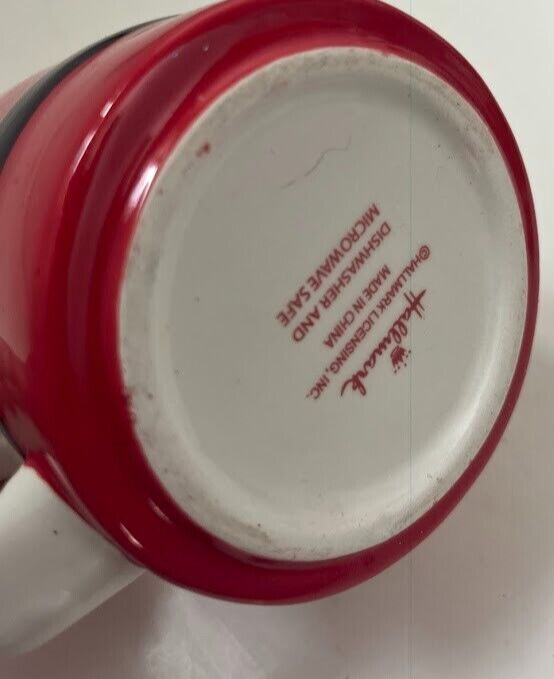 Hallmark
©HALLMARK LICENSING, INC.
MADE IN CHINA
DISHWASHER AND
MICROWAVE SAFE